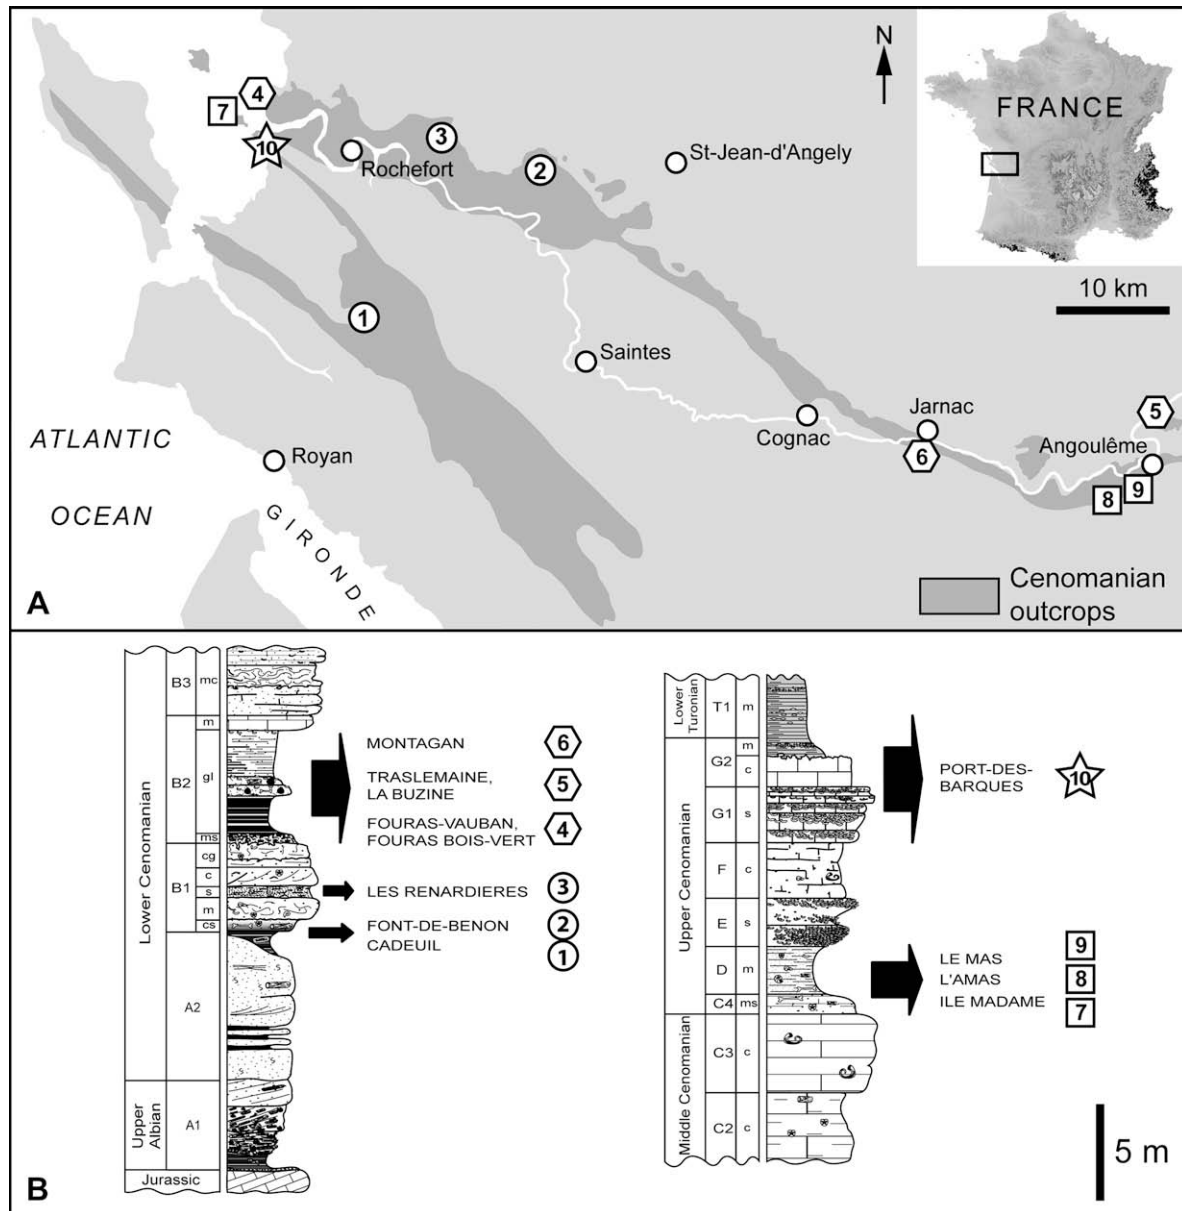 N
FRANCE
10 km
4
7
10
3
2
Rochefort
St-Jean-d'Angely
1
Saintes
Cognac
Jarnac
6
5
Angoulême
8
9
ATLANTIC
OCEAN
Royan
GIRONDE
Cenomanian
outcrops
A
Lower Cenomanian
Upper
Albian
Jurassic
B3
B2
B1
A2
A1
mc
m
gl
ms
cg
c
s
m
cs
MONTAGAN
6
TRASLEMAINE,
LA BUZINE
5
FOURAS-VAUBAN,
FOURAS BOIS-VERT
4
LES RENARDIERES
3
FONT-DE-BENON
2
CADEUIL
1
Lower
Turonian
Upper Cenomanian
Middle Cenomanian
T1
m
G2
m
c
G1
s
F
c
E
s
D
m
C4
ms
C3
c
C2
c
PORT-DES-
BARQUES
10
LE MAS
9
L'AMAS
8
ILE MADAME
7
5 m
B